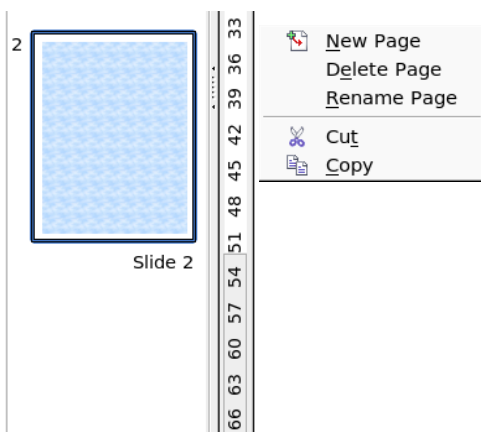 2
Slide 2
33
36
39
42
45
48
51
54
57
60
63
66
New Page
Delete Page
Rename Page
Cut
Copy